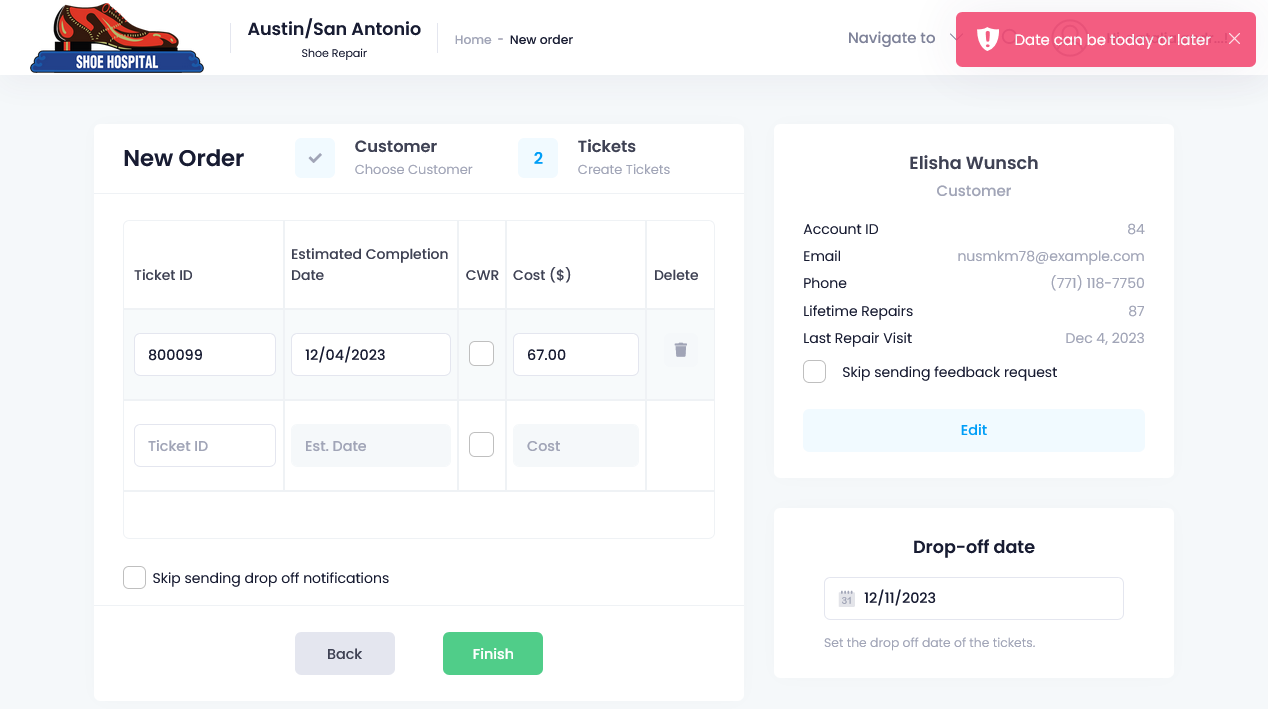 SHOE HOSPITAL
Austin/San Antonio
Shoe Repair
Home - New order
Navigate to
Date can be today or later
New Order
Customer
Choose Customer
2
Tickets
Create Tickets
Ticket ID
Estimated Completion
Date
CWR
Cost ($)
Delete
800099
12/04/2023
67.00
Ticket ID
Est. Date
Cost
Skip sending drop off notifications
Back
Finish
Elisha Wunsch
Customer
Account ID 84
Email nusmkm78@example.com
Phone (771) 118-7750
Lifetime Repairs 87
Last Repair Visit Dec 4, 2023
Skip sending feedback request
Edit
Drop-off date
31 12/11/2023
Set the drop off date of the tickets.